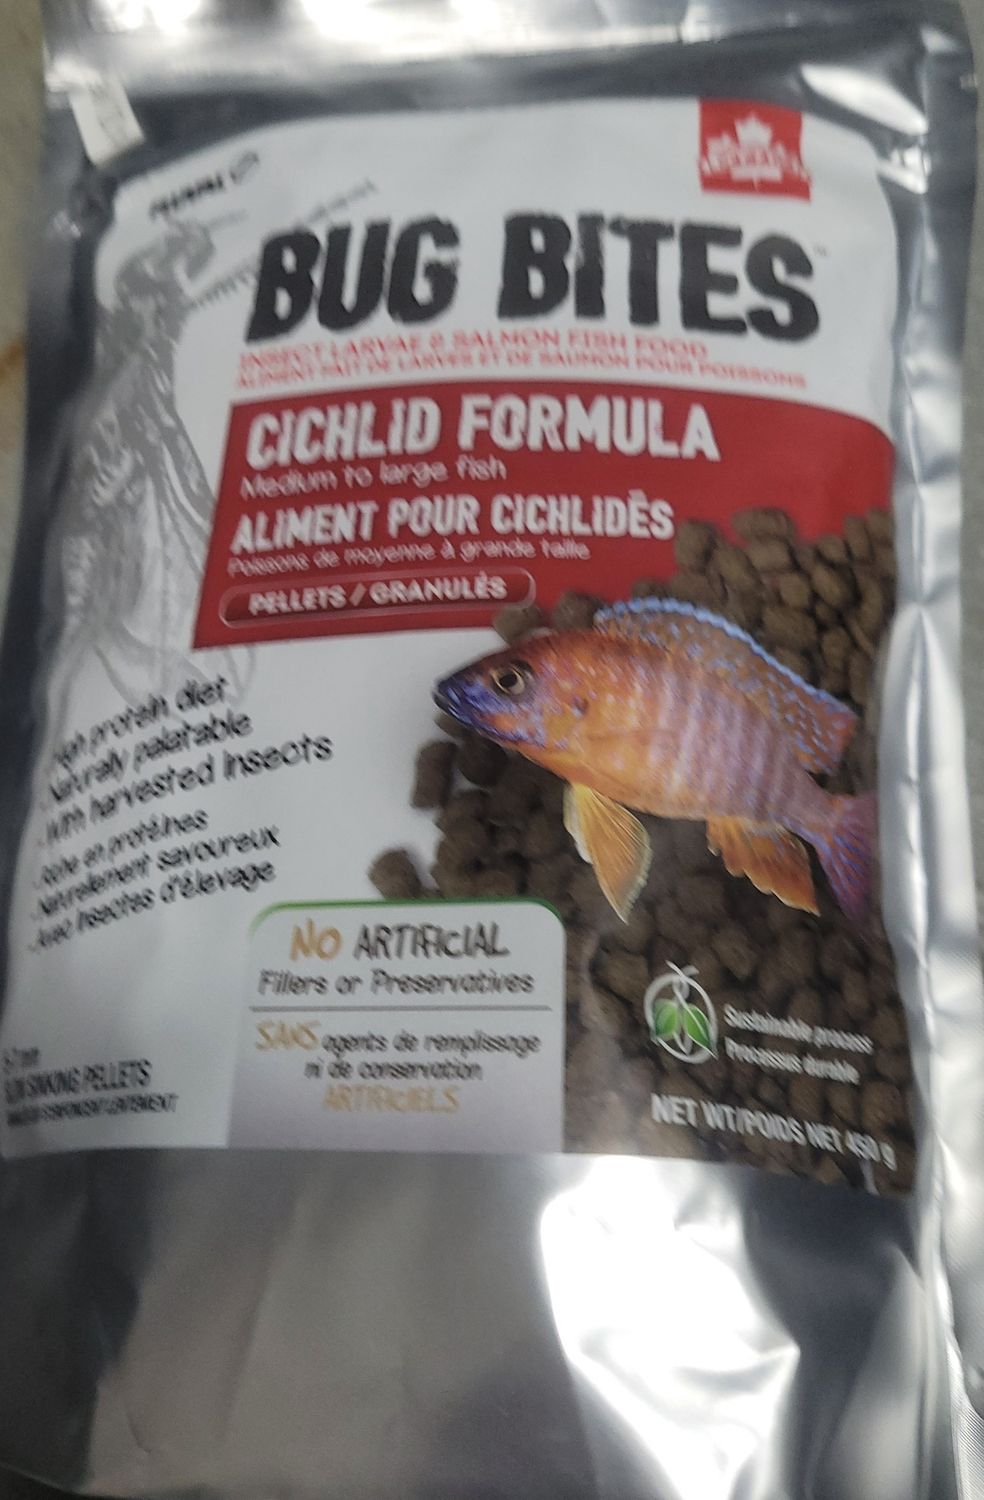 BUG BITES™
INSECT LARVAE & SALMON FISH FOOD
ALIMENT FAIT DE LARVES ET DE SAUMON POUR POISSONS
CICHLID FORMULA
Medium to large fish
ALIMENT POUR CICHLIDÉS
Poissons de moyenne à grande taille
PELLETS / GRANULÉS
High protein diet
Naturally palatable
With harvested insects
Riche en protéines
Naturellement savoureux
Avec insectes d'élevage
NO ARTIFICIAL
Fillers or Preservatives
SANS agents de remplissage
ni de conservation
ARTIFICIELS
Sustainable process
Processus durable
SINKING PELLETS
NET WT/POIDS NET 450 g